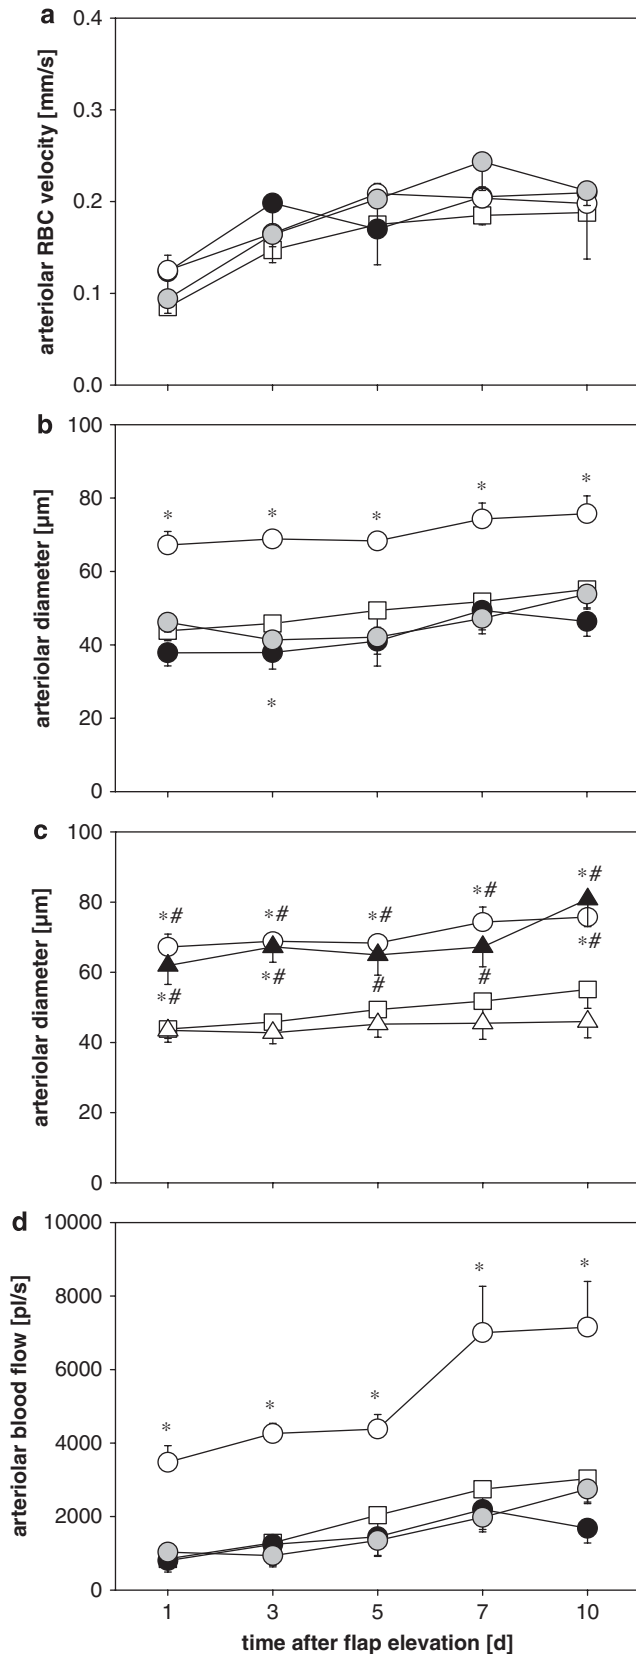 a
0.4
0.3
0.2
0.1
0.0
arteriolar RBC velocity [mm/s]
b
100
80
60
40
20
0
arteriolar diameter [µm]
* * * * *
*
c
100
80
60
40
20
0
arteriolar diameter [µm]
*# *# *# *# *#
*# *# # # *#
d
10000
8000
6000
4000
2000
0
arteriolar blood flow [pl/s]
* * * * *
1 3 5 7 10
time after flap elevation [d]